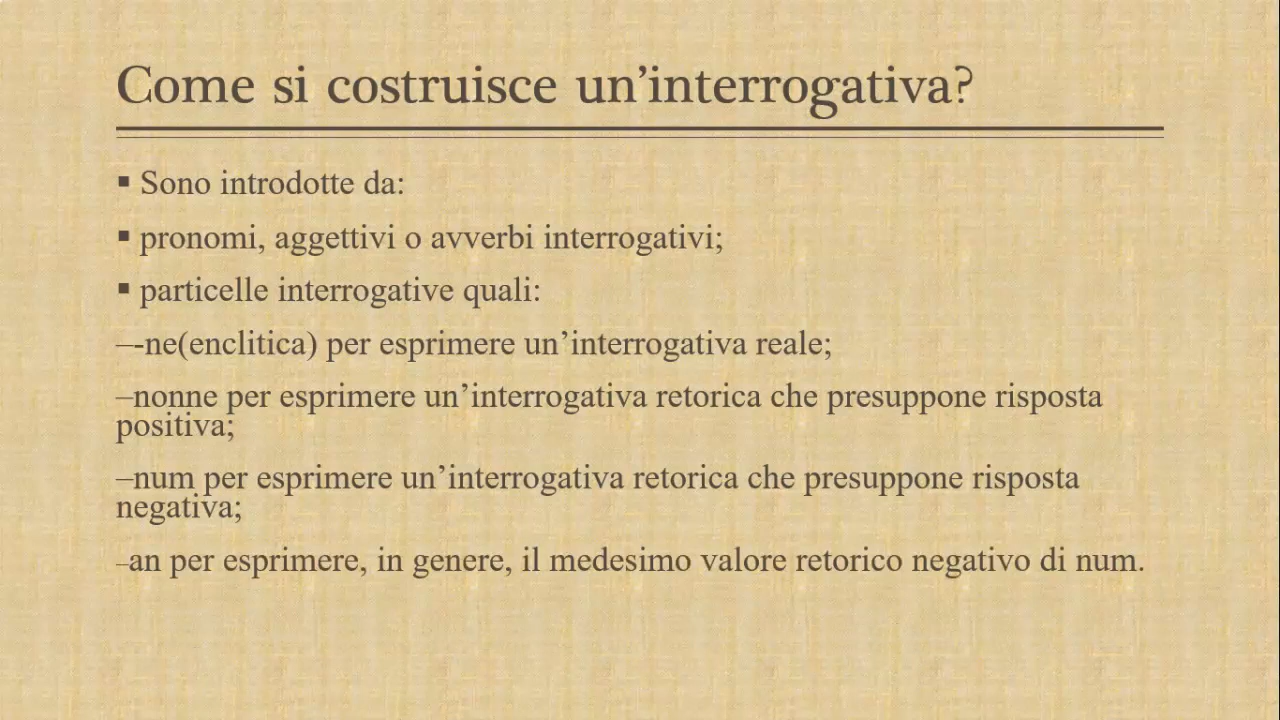 Come si costruisce un’interrogativa?
▪ Sono introdotte da:
▪ pronomi, aggettivi o avverbi interrogativi;
▪ particelle interrogative quali:
–-ne(enclitica) per esprimere un’interrogativa reale;
–nonne per esprimere un’interrogativa retorica che presuppone risposta
positiva;
–num per esprimere un’interrogativa retorica che presuppone risposta
negativa;
–an per esprimere, in genere, il medesimo valore retorico negativo di num.